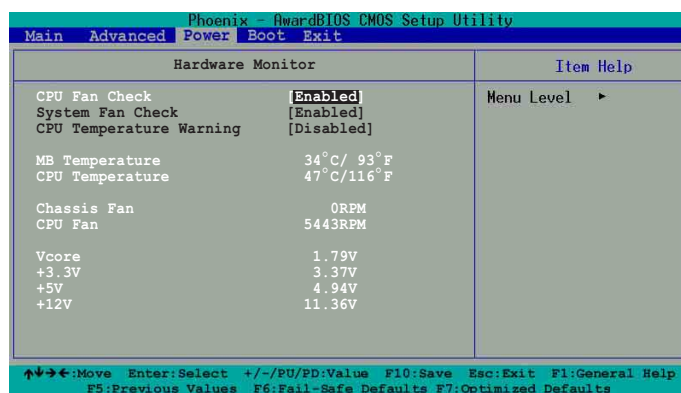 Phoenix - AwardBIOS CMOS Setup Utility
Main Advanced Power Boot Exit
Hardware Monitor
Item Help
CPU Fan Check [Enabled]
Menu Level ►
System Fan Check [Enabled]
CPU Temperature Warning [Disabled]
MB Temperature 34°C/ 93°F
CPU Temperature 47°C/116°F
Chassis Fan 0RPM
CPU Fan 5443RPM
Vcore 1.79V
+3.3V 3.37V
+5V 4.94V
+12V 11.36V
↑↓→←:Move Enter:Select +/-/PU/PD:Value F10:Save Esc:Exit F1:General Help
F5:Previous Values F6:Fail-Safe Defaults F7:Optimized Defaults